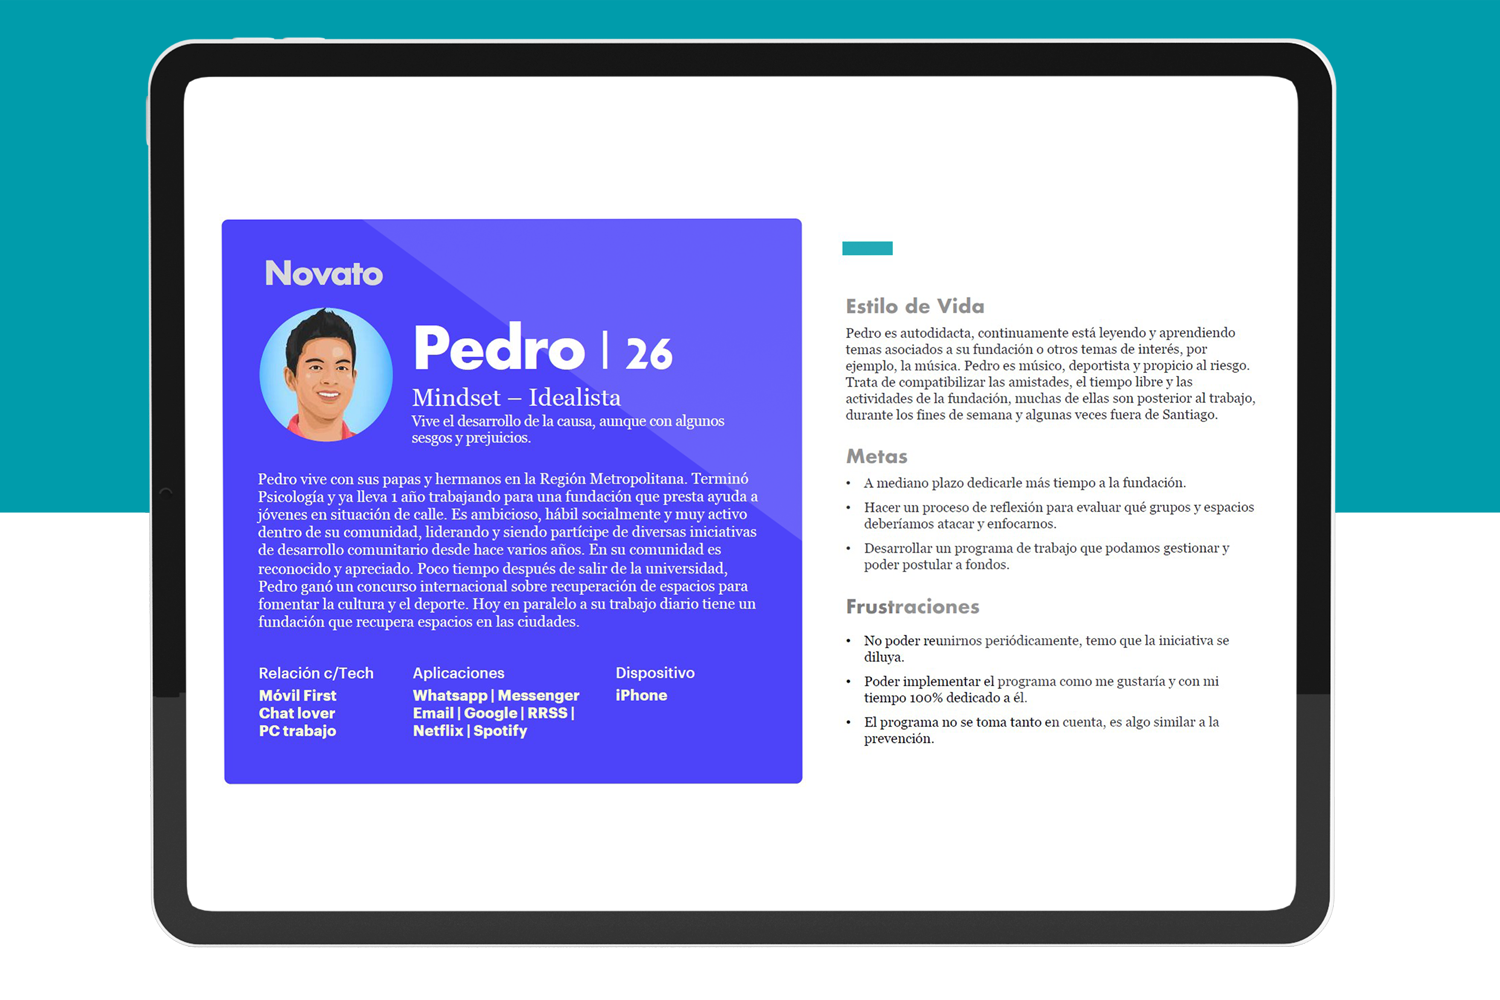 Novato
Pedro | 26
Mindset – Idealista
Vive el desarrollo de la causa, aunque con algunos
sesgos y prejuicios.
Pedro vive con sus papas y hermanos en la Región Metropolitana. Terminó
Psicología y ya lleva 1 año trabajando para una fundación que presta ayuda a
jóvenes en situación de calle. Es ambicioso, hábil socialmente y muy activo
dentro de su comunidad, liderando y siendo partícipe de diversas iniciativas
de desarrollo comunitario desde hace varios años. En su comunidad es
reconocido y apreciado. Poco tiempo después de salir de la universidad,
Pedro ganó un concurso internacional sobre recuperación de espacios para
fomentar la cultura y el deporte. Hoy en paralelo a su trabajo diario tiene un
fundación que recupera espacios en las ciudades.
Relación c/Tech
Móvil First
Chat lover
PC trabajo
Aplicaciones
Whatsapp | Messenger
Email | Google | RRSS |
Netflix | Spotify
Dispositivo
iPhone
Estilo de Vida
Pedro es autodidacta, continuamente está leyendo y aprendiendo
temas asociados a su fundación o otros temas de interés, por
ejemplo, la música. Pedro es músico, deportista y propicio al riesgo.
Trata de compatibilizar las amistades, el tiempo libre y las
actividades de la fundación, muchas de ellas son posterior al trabajo,
durante los fines de semana y algunas veces fuera de Santiago.
Metas
• A mediano plazo dedicarle más tiempo a la fundación.
• Hacer un proceso de reflexión para evaluar qué grupos y espacios
deberíamos atacar y enfocarnos.
• Desarrollar un programa de trabajo que podamos gestionar y
poder postular a fondos.
Frustraciones
• No poder reunirnos periódicamente, temo que la iniciativa se
diluya.
• Poder implementar el programa como me gustaría y con mi
tiempo 100% dedicado a él.
• El programa no se toma tanto en cuenta, es algo similar a la
prevención.